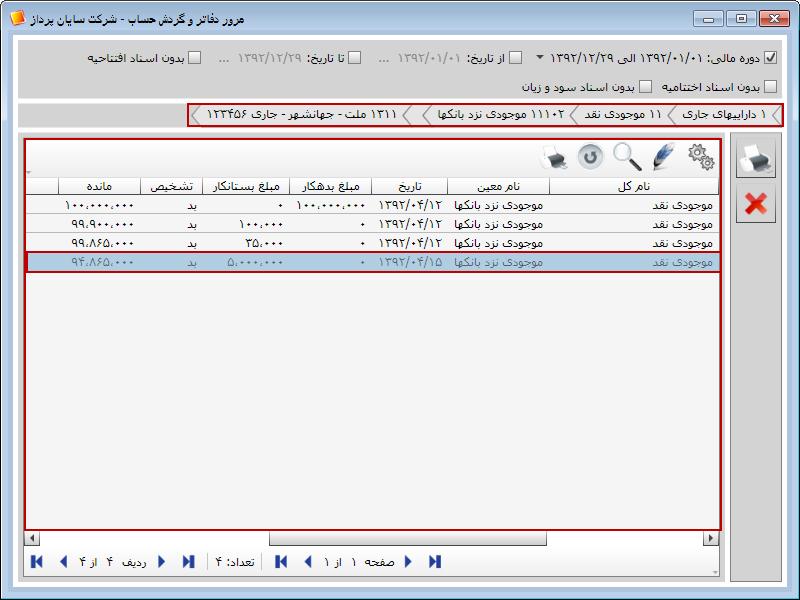 مرور دفاتر و گردش حساب - شرکت سایان پرداز
دوره مالی: ۱۳۹۲/۰۱/۰۱ الی ۱۳۹۲/۱۲/۲۹ از تاریخ: ۱۳۹۲/۰۱/۰۱ ... تا تاریخ: ۱۳۹۲/۱۲/۲۹ ... بدون اسناد افتتاحیه
بدون اسناد اختتامیه بدون اسناد سود و زیان
۱ داراییهای جاری ۱۱ موجودی نقد ۱۱۱۰۲ موجودی نزد بانکها ۱۳۱۱ ملت - جهانشهر - جاری ۱۲۳۴۵۶
نام کل نام معین تاریخ مبلغ بدهکار مبلغ بستانکار تشخیص مانده
موجودی نقد موجودی نزد بانکها ۱۳۹۲/۰۴/۱۲ ۱۰۰،۰۰۰،۰۰۰ ۰ بد ۱۰۰،۰۰۰،۰۰۰
موجودی نقد موجودی نزد بانکها ۱۳۹۲/۰۴/۱۲ ۰ ۱۰۰،۰۰۰ بد ۹۹،۹۰۰،۰۰۰
موجودی نقد موجودی نزد بانکها ۱۳۹۲/۰۴/۱۲ ۰ ۳۵،۰۰۰ بد ۹۹،۸۶۵،۰۰۰
موجودی نقد موجودی نزد بانکها ۱۳۹۲/۰۴/۱۵ ۰ ۵،۰۰۰،۰۰۰ بد ۹۴،۸۶۵،۰۰۰
صفحه ۱ از ۱ تعداد: ۴ ردیف ۴ از ۴